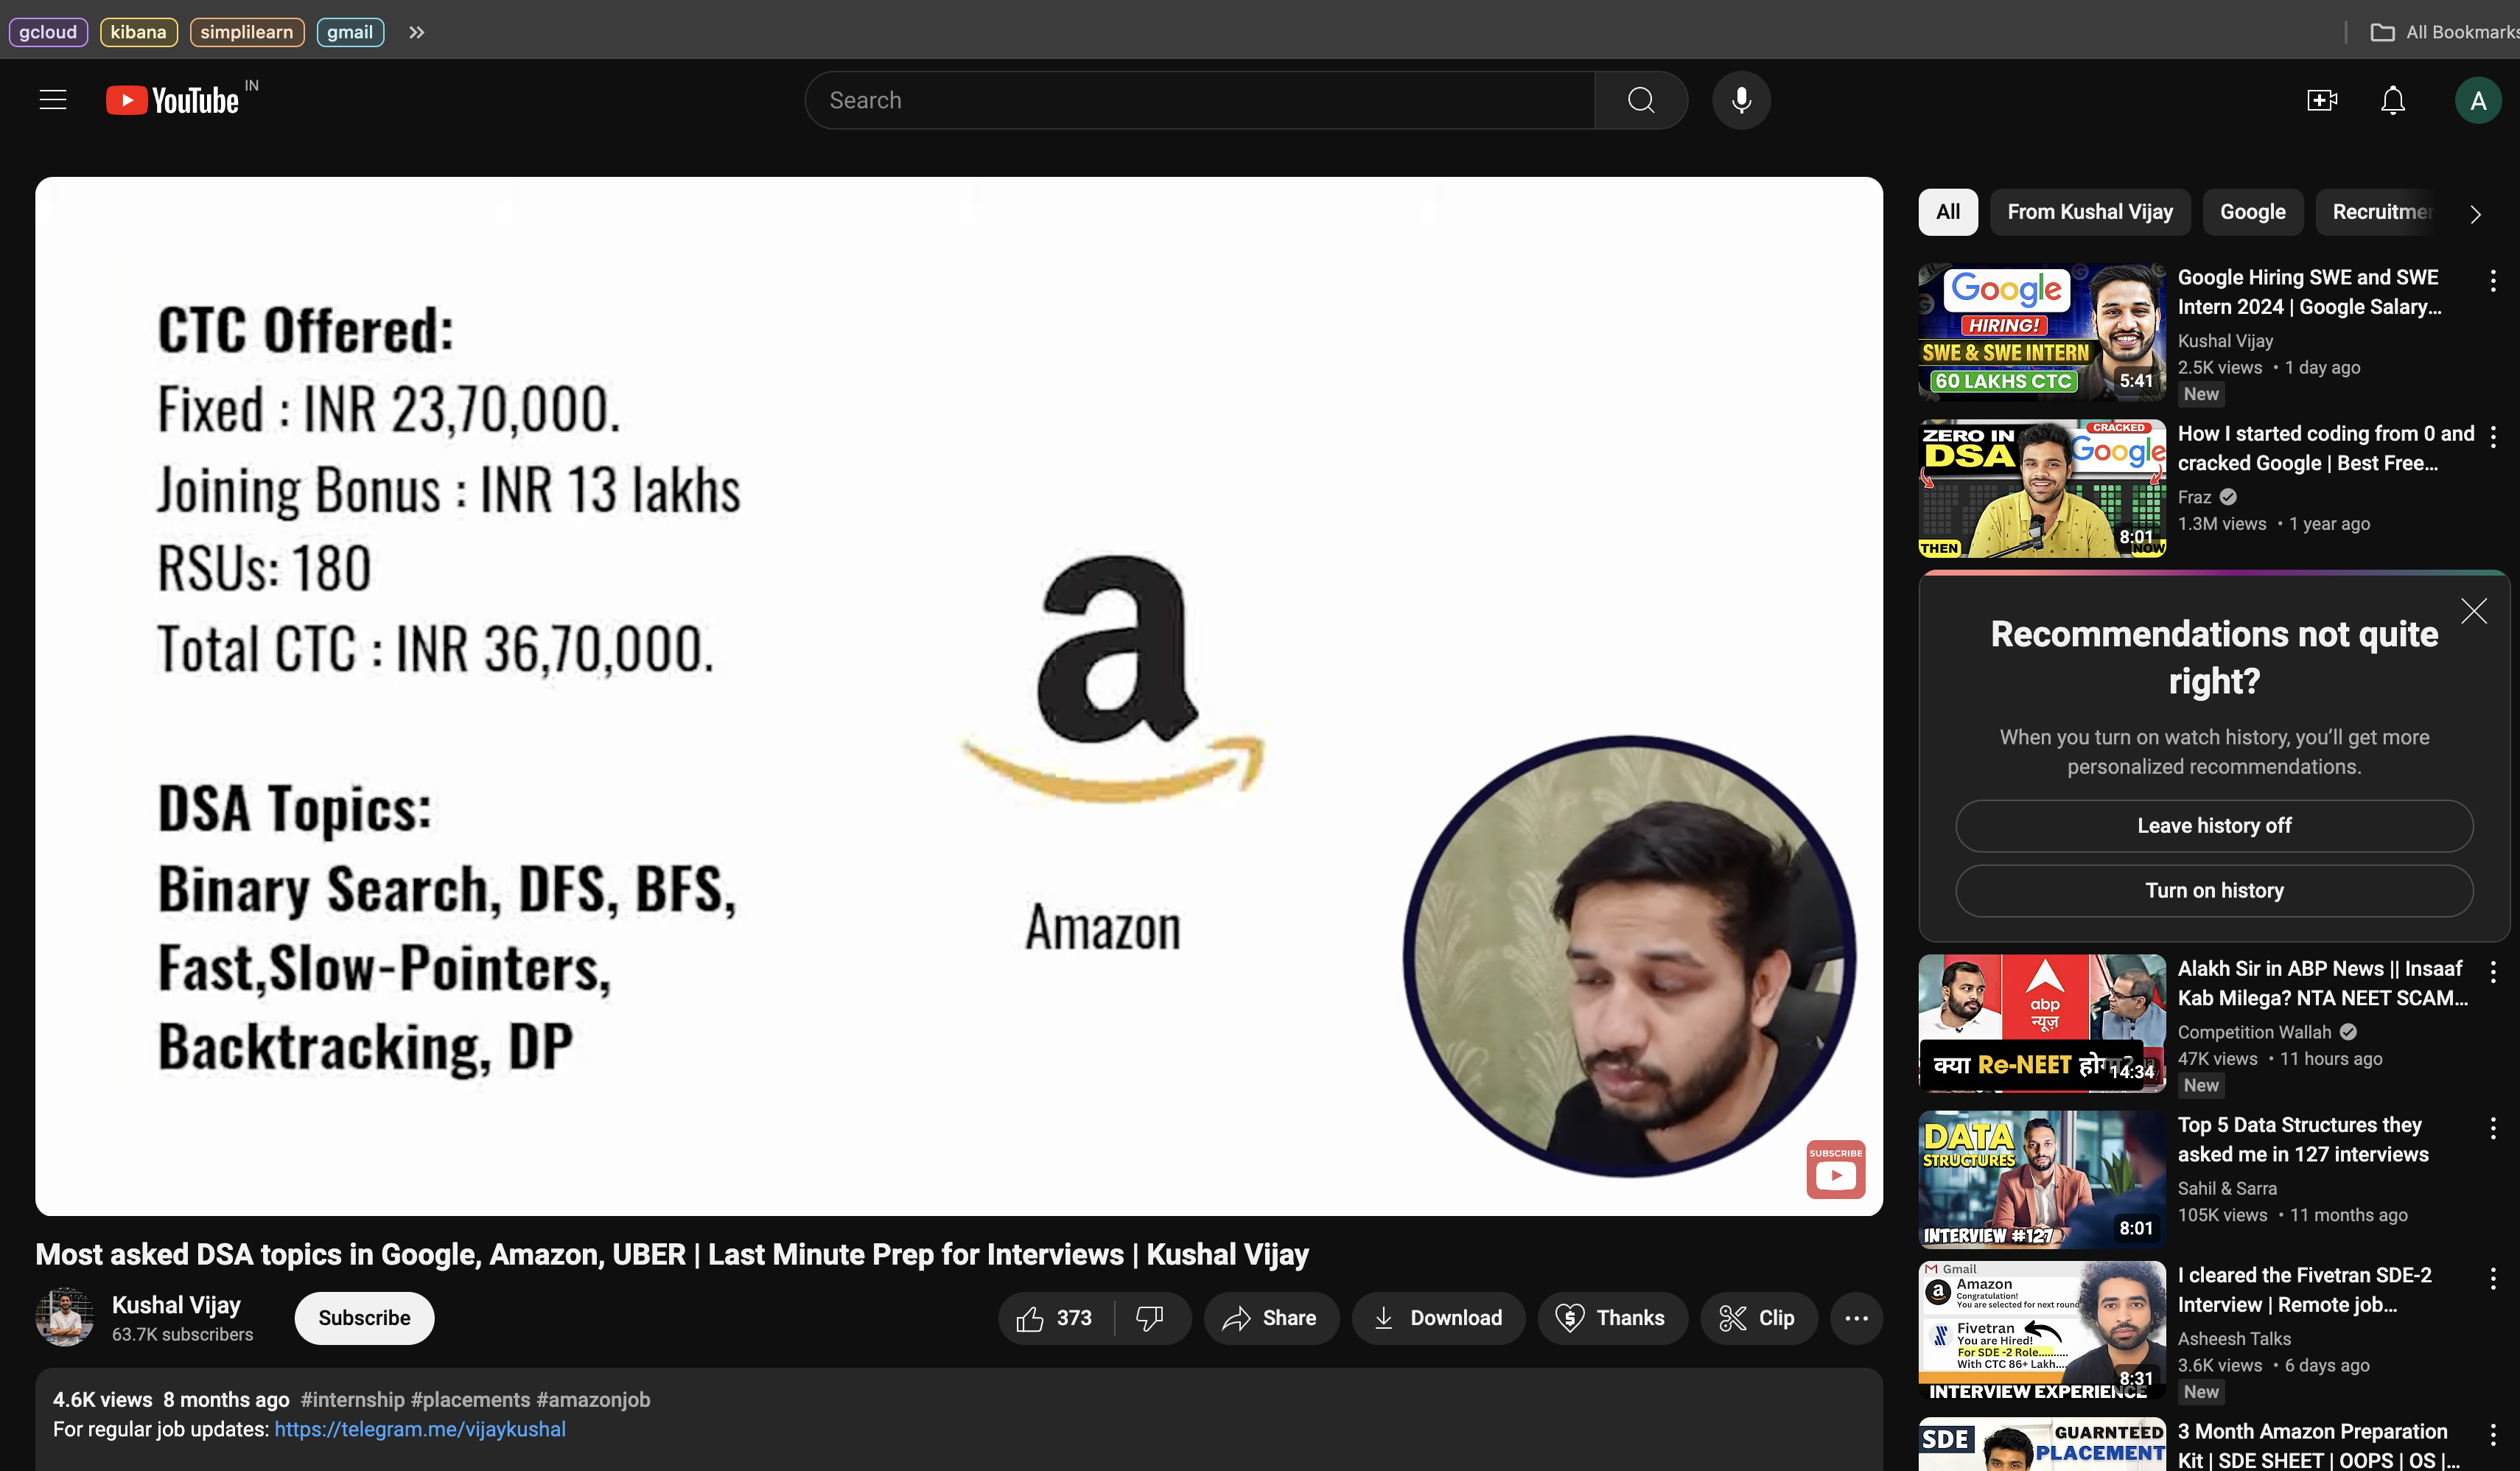 gcloud
kibana
simplilearn
gmail
All Bookmarks
YouTube IN
Search
A
CTC Offered:
Fixed : INR 23,70,000.
Joining Bonus : INR 13 lakhs
RSUs: 180
Total CTC : INR 36,70,000.
DSA Topics:
Binary Search, DFS, BFS,
Fast,Slow-Pointers,
Backtracking, DP
a
Amazon
SUBSCRIBE
Most asked DSA topics in Google, Amazon, UBER | Last Minute Prep for Interviews | Kushal Vijay
Kushal Vijay
63.7K subscribers
Subscribe
373
Share
Download
Thanks
Clip
4.6K views 8 months ago #internship #placements #amazonjob
For regular job updates: https://telegram.me/vijaykushal
All
From Kushal Vijay
Google
Recruitmen
Google
HIRING!
SWE & SWE INTERN
60 LAKHS CTC
5:41
Google Hiring SWE and SWE
Intern 2024 | Google Salary...
Kushal Vijay
2.5K views • 1 day ago
New
ZERO IN
DSA
CRACKED
Google
THEN
NOW
8:01
How I started coding from 0 and
cracked Google | Best Free...
Fraz
1.3M views • 1 year ago
Recommendations not quite
right?
When you turn on watch history, you’ll get more
personalized recommendations.
Leave history off
Turn on history
abp
न्यूज़
क्या Re-NEET होगा?
14:34
Alakh Sir in ABP News || Insaaf
Kab Milega? NTA NEET SCAM...
Competition Wallah
47K views • 11 hours ago
New
DATA
STRUCTURES
INTERVIEW #127
8:01
Top 5 Data Structures they
asked me in 127 interviews
Sahil & Sarra
105K views • 11 months ago
Gmail
Amazon
Congratulation!
You are selected for next round
Fivetran
You are Hired!
For SDE -2 Role.........
With CTC 86+ Lakh....
8:31
INTERVIEW EXPERIENCE
I cleared the Fivetran SDE-2
Interview | Remote job...
Asheesh Talks
3.6K views • 6 days ago
New
SDE
GUARNTEED
PLACEMENT
3 Month Amazon Preparation
Kit | SDE SHEET | OOPS | OS |...